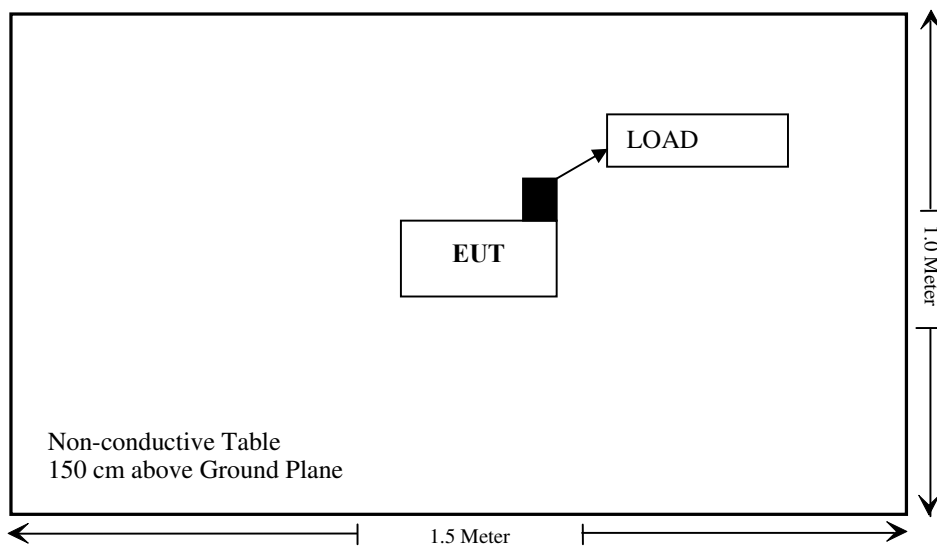 LOAD
EUT
1.0 Meter
Non-conductive Table
150 cm above Ground Plane
1.5 Meter